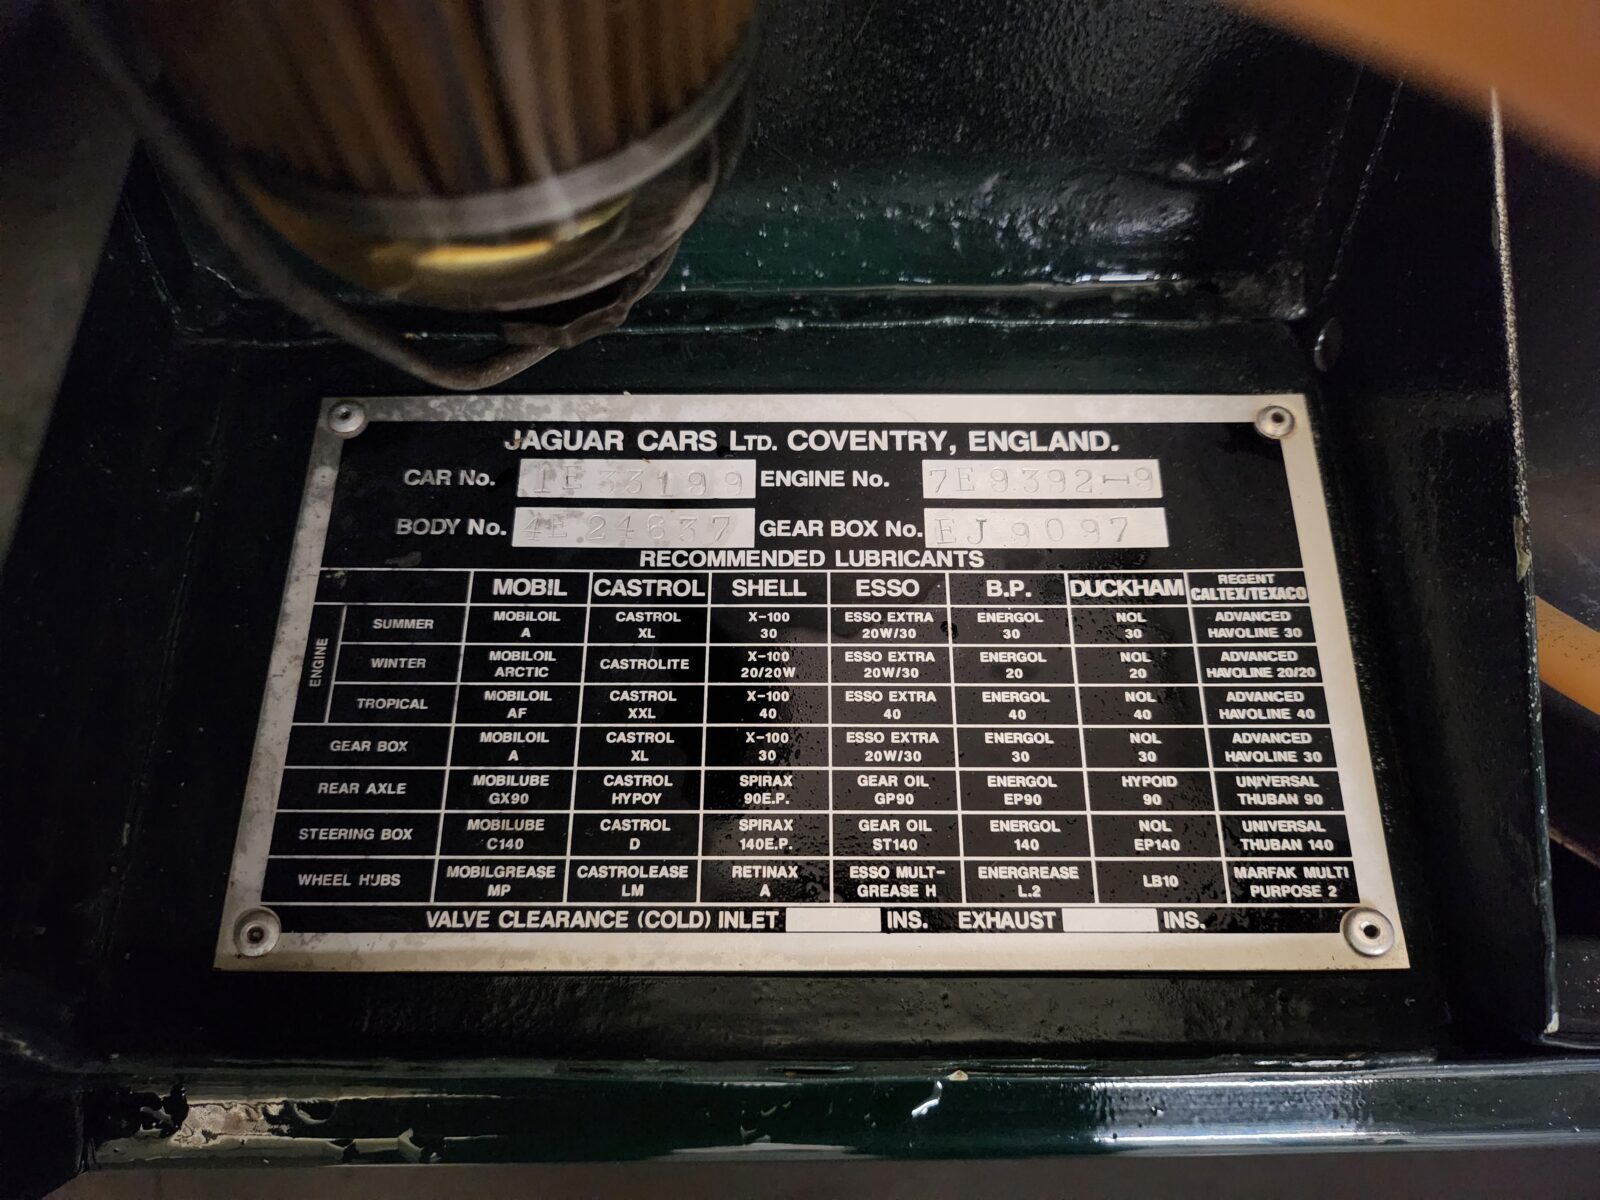 JAGUAR CARS LTD. COVENTRY, ENGLAND.
CAR No. 1E 33199 ENGINE No. 7E 9392-9
BODY No. 4E 24637 GEAR BOX No. EJ 9097
RECOMMENDED LUBRICANTS
MOBIL CASTROL SHELL ESSO B.P. DUCKHAM REGENT CALTEX/TEXACO
ENGINE
SUMMER MOBILOIL A CASTROL XL X-100 30 ESSO EXTRA 20W/30 ENERGOL 30 NOL 30 ADVANCED HAVOLINE 30
WINTER MOBILOIL ARCTIC CASTROLITE X-100 20/20W ESSO EXTRA 20W/30 ENERGOL 20 NOL 20 ADVANCED HAVOLINE 20/20
TROPICAL MOBILOIL AF CASTROL XXL X-100 40 ESSO EXTRA 40 ENERGOL 40 NOL 40 ADVANCED HAVOLINE 40
GEAR BOX MOBILOIL A CASTROL XL X-100 30 ESSO EXTRA 20W/30 ENERGOL 30 NOL 30 ADVANCED HAVOLINE 30
REAR AXLE MOBILUBE GX90 CASTROL HYPOY SPIRAX 90E.P. GEAR OIL GP90 ENERGOL EP90 HYPOID 90 UNIVERSAL THUBAN 90
STEERING BOX MOBILUBE C140 CASTROL D SPIRAX 140E.P. GEAR OIL ST140 ENERGOL 140 NOL EP140 UNIVERSAL THUBAN 140
WHEEL HUBS MOBILGREASE MP CASTROLEASE LM RETINAX A ESSO MULT-GREASE H ENERGREASE L.2 LB10 MARFAK MULTI PURPOSE 2
VALVE CLEARANCE (COLD) INLET INS. EXHAUST INS.